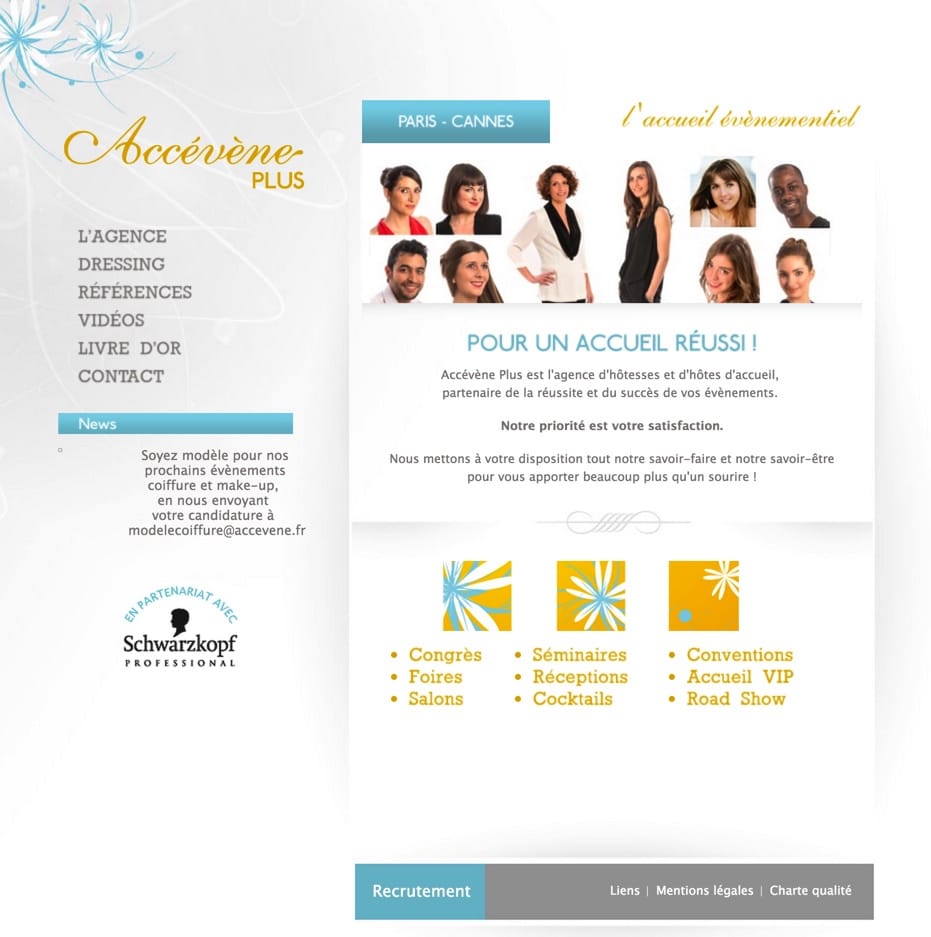 Accévène
PLUS
PARIS - CANNES
l'accueil évènementiel
L'AGENCE
DRESSING
RÉFÉRENCES
VIDÉOS
LIVRE D'OR
CONTACT
News
Soyez modèle pour nos
prochains évènements
coiffure et make-up,
en nous envoyant
votre candidature à
modelecoiffure@accevene.fr
EN PARTENARIAT AVEC
Schwarzkopf
PROFESSIONAL
POUR UN ACCUEIL RÉUSSI !
Accévène Plus est l'agence d'hôtesses et d'hôtes d'accueil,
partenaire de la réussite et du succès de vos évènements.
Notre priorité est votre satisfaction.
Nous mettons à votre disposition tout notre savoir-faire et notre savoir-être
pour vous apporter beaucoup plus qu'un sourire !
• Congrès
• Foires
• Salons
• Séminaires
• Réceptions
• Cocktails
• Conventions
• Accueil VIP
• Road Show
Recrutement
Liens | Mentions légales | Charte qualité